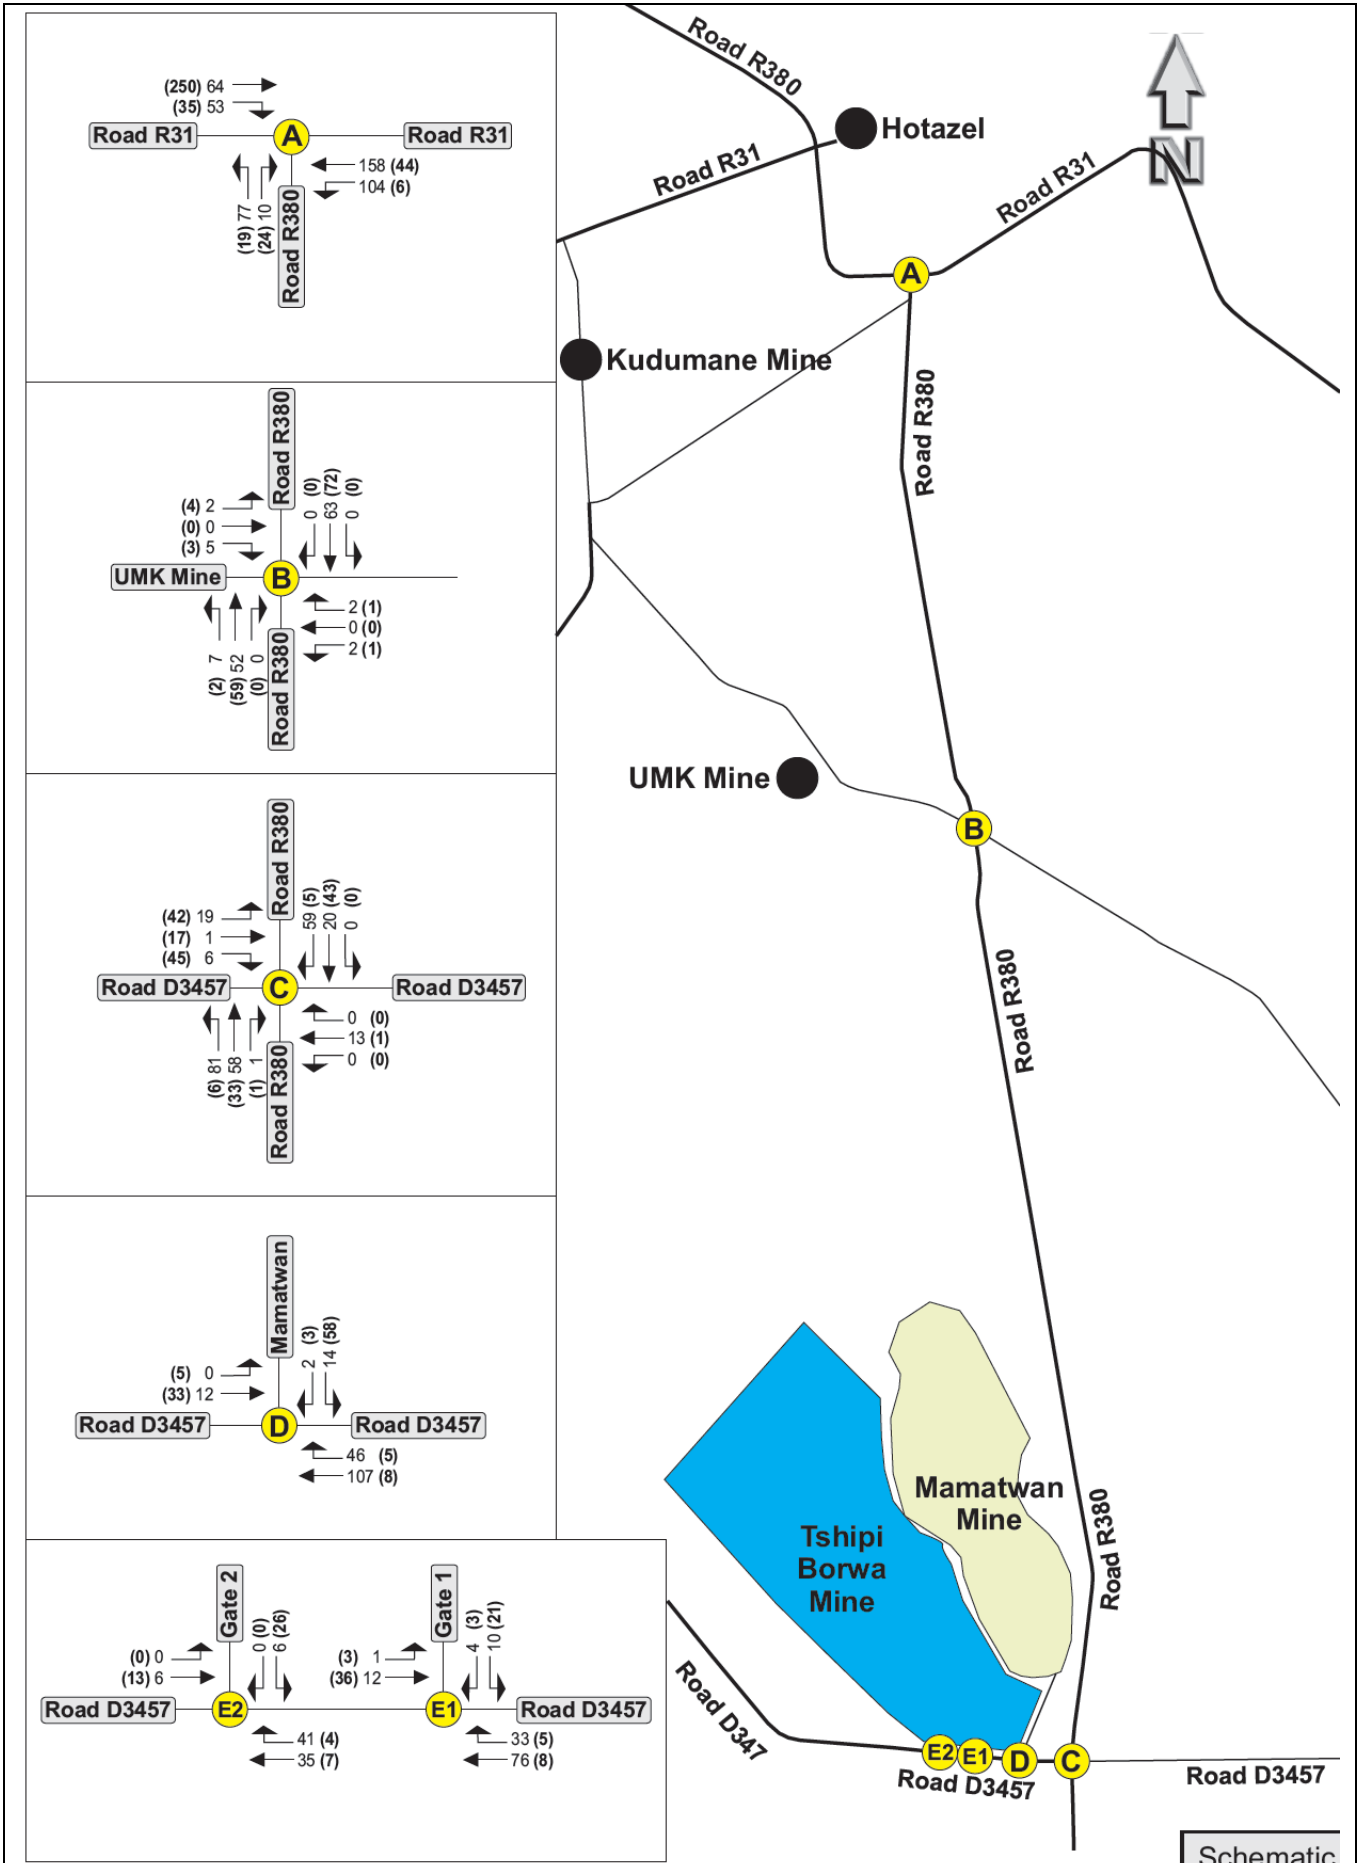 (250) 64
(35) 53
Road R31
A
Road R31
158 (44)
104 (6)
(19) 77
(24) 10
Road R380
Road R380
(4) 2
(0) 0
(3) 5
0 (0)
63 (72)
0 (0)
UMK Mine
B
2 (1)
0 (0)
2 (1)
(2) 7
(59) 52
(0) 0
Road R380
Road R380
(42) 19
(17) 1
(45) 6
59 (5)
20 (43)
0 (0)
Road D3457
C
Road D3457
0 (0)
13 (1)
0 (0)
(6) 81
(33) 58
(1) 1
Road R380
Mamatwan
(5) 0
(33) 12
2 (3)
14 (58)
Road D3457
D
Road D3457
46 (5)
107 (8)
Gate 2
(0) 0
(13) 6
0 (0)
6 (26)
Gate 1
(3) 1
(36) 12
4 (3)
10 (21)
Road D3457
E2
E1
Road D3457
41 (4)
35 (7)
33 (5)
76 (8)
Road R380
Hotazel
N
Road R31
Road R31
A
Kudumane Mine
Road R380
UMK Mine
B
Road R380
Mamatwan
Mine
Tshipi
Borwa
Mine
Road R380
Road D347
E2
E1
D
C
Road D3457
Road D3457
Schematic